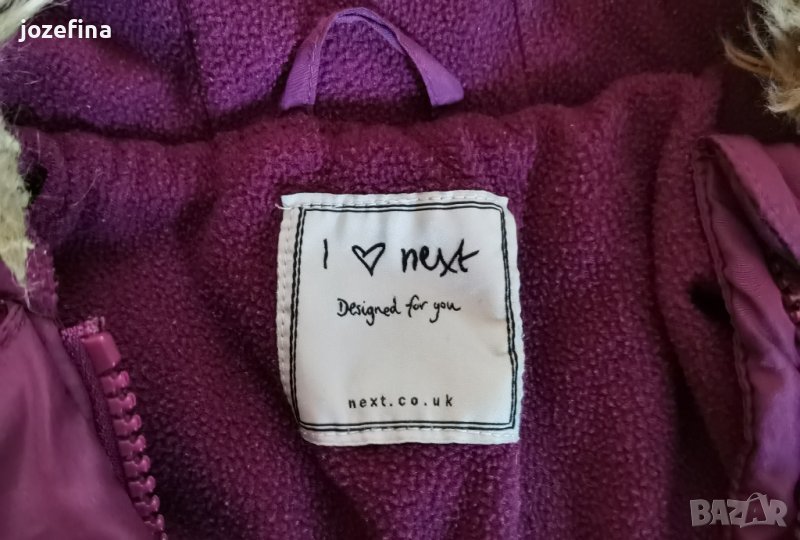 jozefina
I ♡ next
Designed for you
next.co.uk
BAZAR